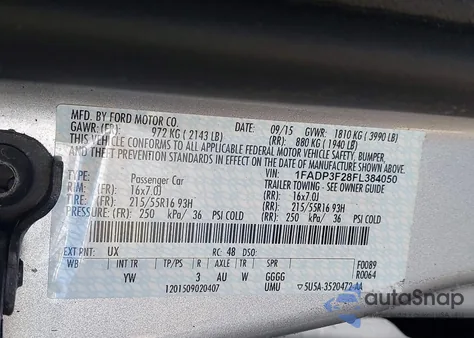 MFD. BY FORD MOTOR CO.
DATE: 09/15 GVWR: 1810 KG (3990 LB)
GAWR: (FR): 972 KG (2143 LB) (RR): 880 KG (1940 LB)
THIS VEHICLE CONFORMS TO ALL APPLICABLE FEDERAL MOTOR VEHICLE SAFETY, BUMPER,
AND THEFT PREVENTION STANDARDS IN EFFECT ON THE DATE OF MANUFACTURE SHOWN ABOVE.
VIN: 1FADP3F28FL384050
TYPE: Passenger Car TRAILER TOWING - SEE OWNER GUIDE
RIM: 16x7.0J (RR): 16x7.0J
TIRE: 215/55R16 93H 215/55R16 93H
(FR): 250 kPa/ 36 PSI COLD (RR): 250 kPa/ 36 PSI COLD
EXT PNT: UX RC: 48 DSO:
WB INT TR TP/PS R AXLE TR SPR F0089
YW 3 AU W GGGG R0064
1201509020407 UMU 5U5A-3520472-AA
AutoSnap